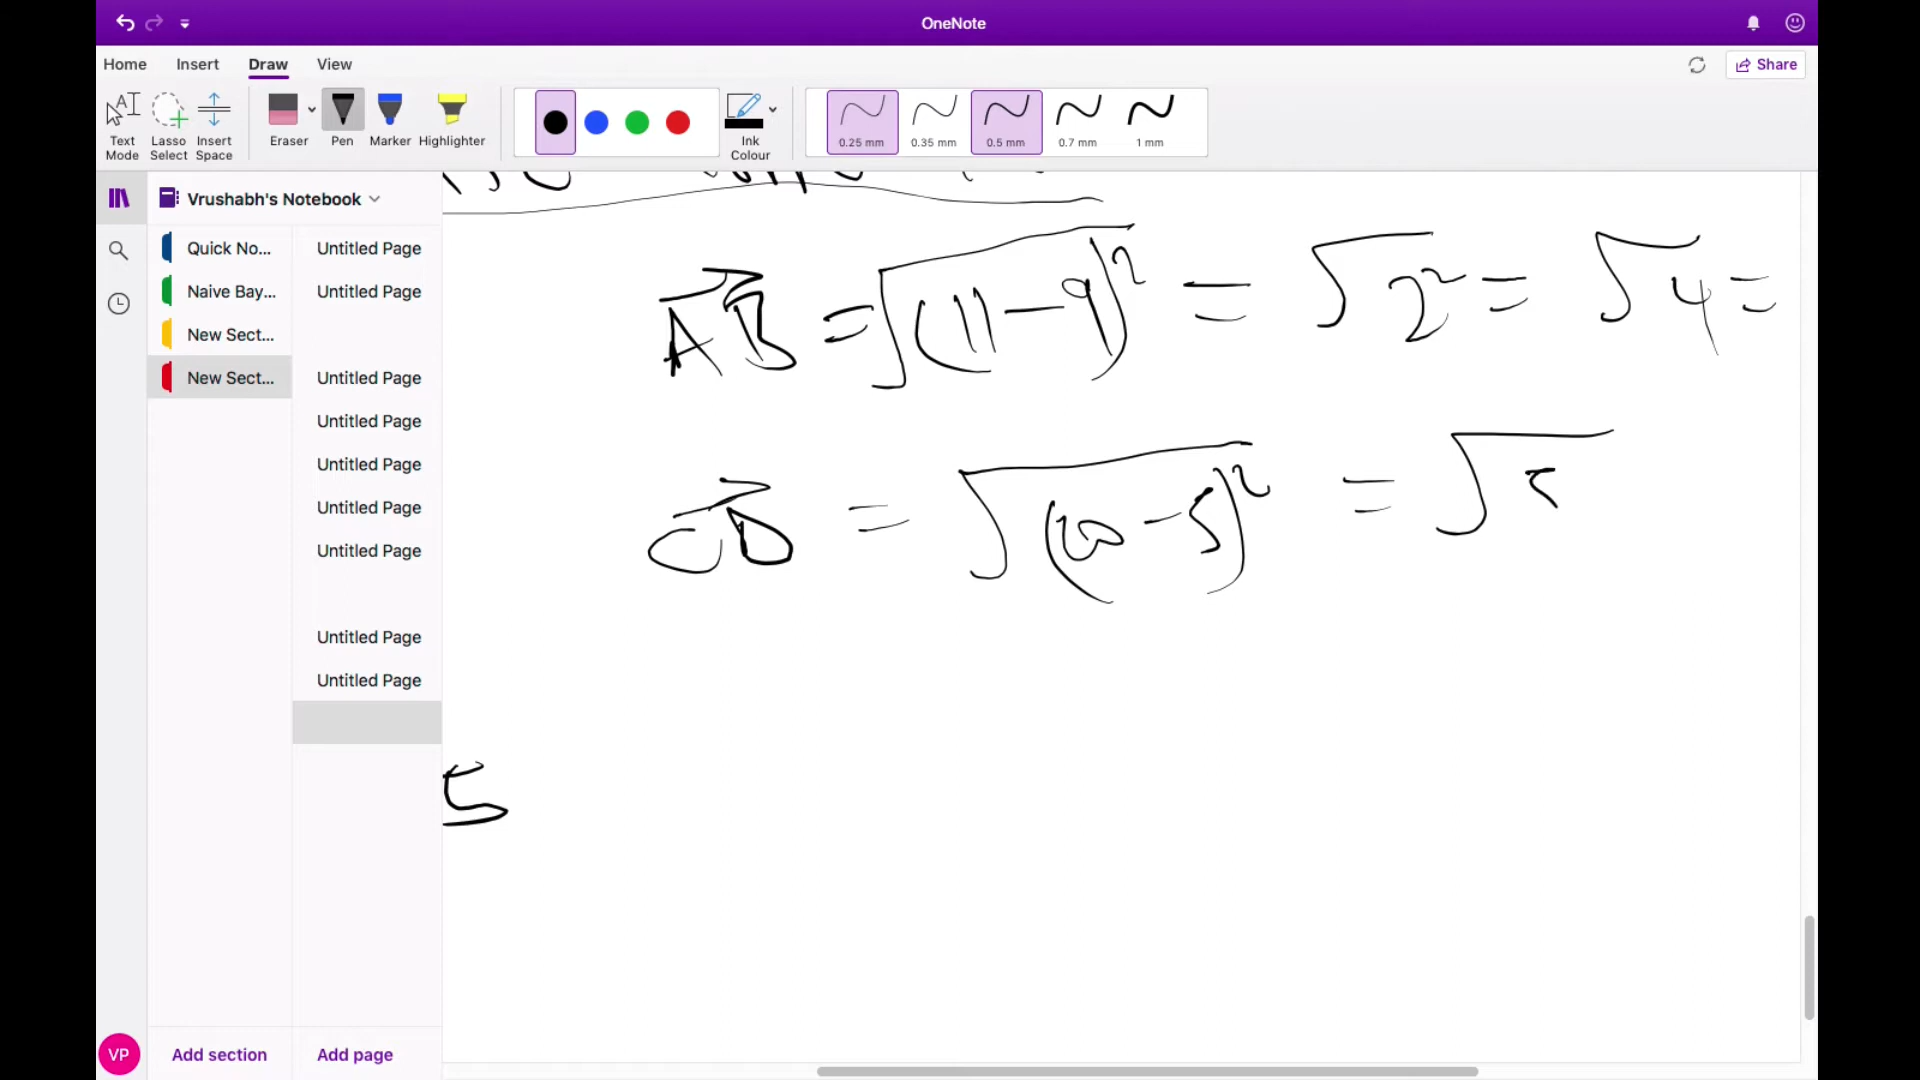 OneNote
Home Insert Draw View
Share
Text Mode
Lasso Select
Insert Space
Eraser
Pen
Marker
Highlighter
Ink Colour
0.25 mm
0.35 mm
0.5 mm
0.7 mm
1 mm
Vrushabh's Notebook
Quick No...
Naive Bay...
New Sect...
New Sect...
Untitled Page
Untitled Page
Untitled Page
Untitled Page
Untitled Page
Untitled Page
Untitled Page
Untitled Page
Untitled Page
AB = √(11-9)² = √2² = √4 =
CD = √(10-5)² = √5
5
VP
Add section
Add page